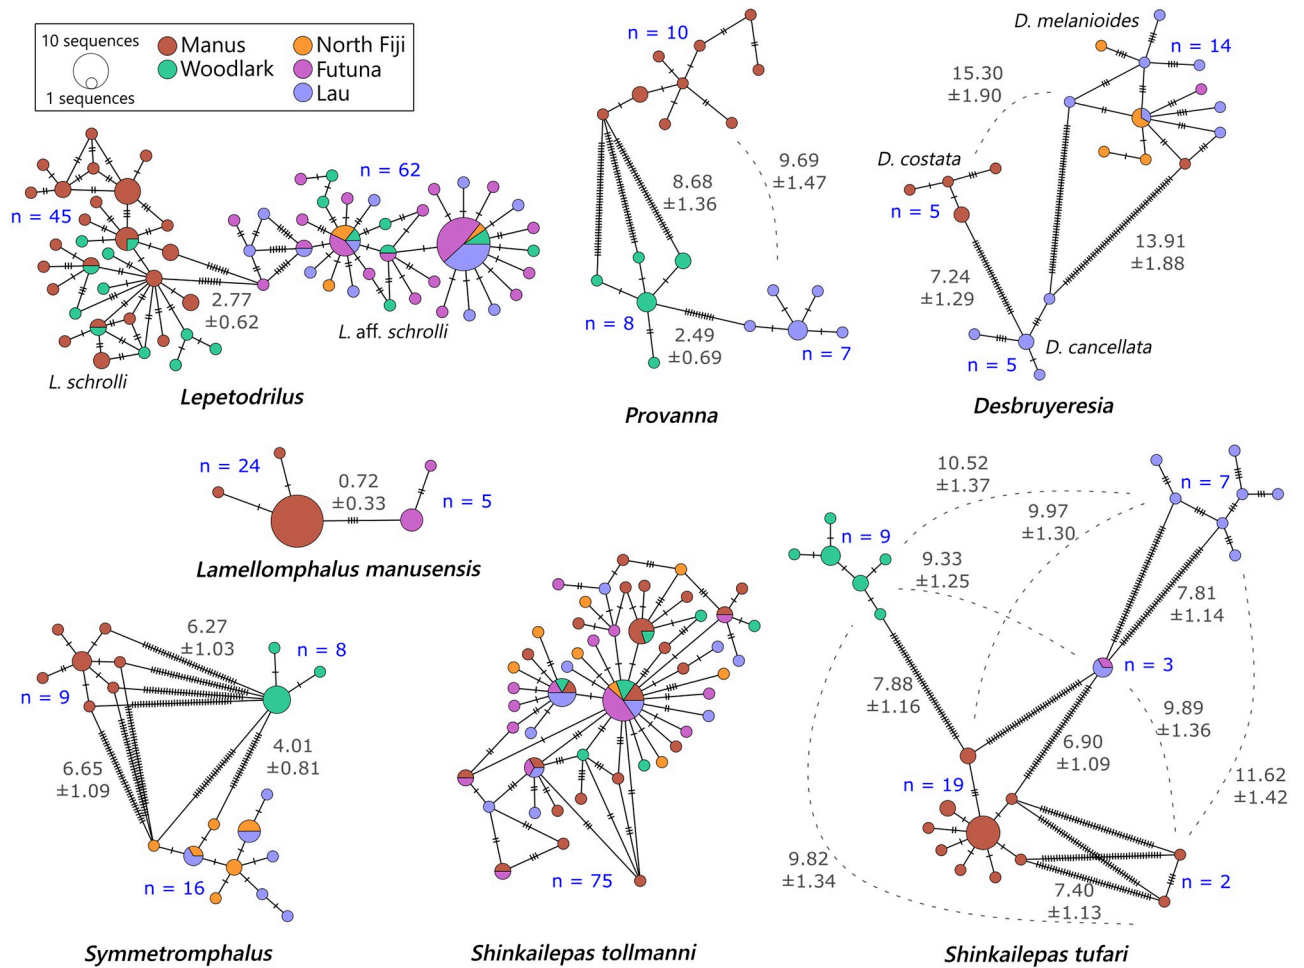 10 sequences
1 sequences
Manus
Woodlark
North Fiji
Futuna
Lau
n = 45
n = 62
2.77
±0.62
L. schrolli
L. aff. schrolli
Lepetodrilus
n = 10
8.68
±1.36
9.69
±1.47
n = 8
2.49
±0.69
n = 7
Provanna
D. melanioides
n = 14
15.30
±1.90
D. costata
n = 5
7.24
±1.29
13.91
±1.88
n = 5
D. cancellata
Desbruyeresia
n = 24
0.72
±0.33
n = 5
Lamellomphalus manusensis
6.27
±1.03
n = 8
n = 9
6.65
±1.09
4.01
±0.81
n = 16
Symmetromphalus
n = 75
Shinkailepas tollmanni
10.52
±1.37
n = 7
n = 9
9.97
±1.30
9.33
±1.25
7.81
±1.14
n = 3
7.88
±1.16
9.89
±1.36
6.90
±1.09
n = 19
11.62
±1.42
9.82
±1.34
7.40
±1.13
n = 2
Shinkailepas tufari